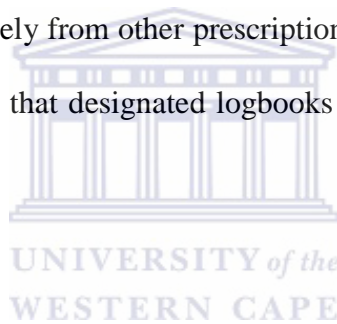 ely from other prescription
that designated logbooks
UNIVERSITY of the
WESTERN CAPE